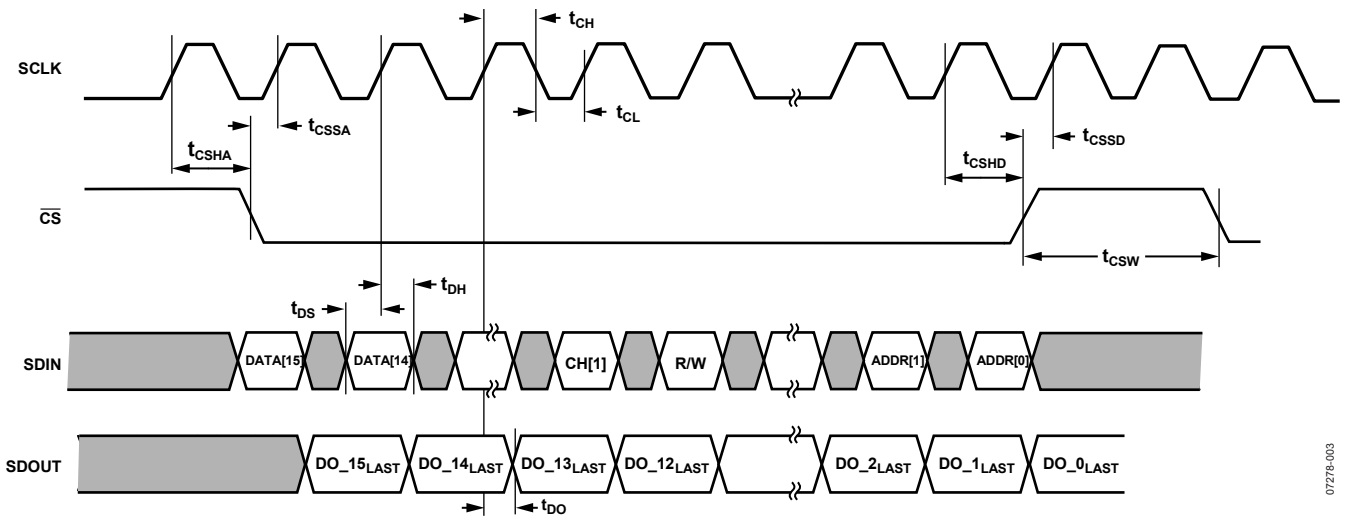 tCH
SCLK
tCL
tCSSA
tCSSD
tCSHA
tCSHD
CS
tCSW
tDH
tDS
SDIN
DATA[15]
DATA[14]
CH[1]
R/W
ADDR[1]
ADDR[0]
SDOUT
DO_15LAST
DO_14LAST
DO_13LAST
DO_12LAST
DO_2LAST
DO_1LAST
DO_0LAST
tDO
07278-003